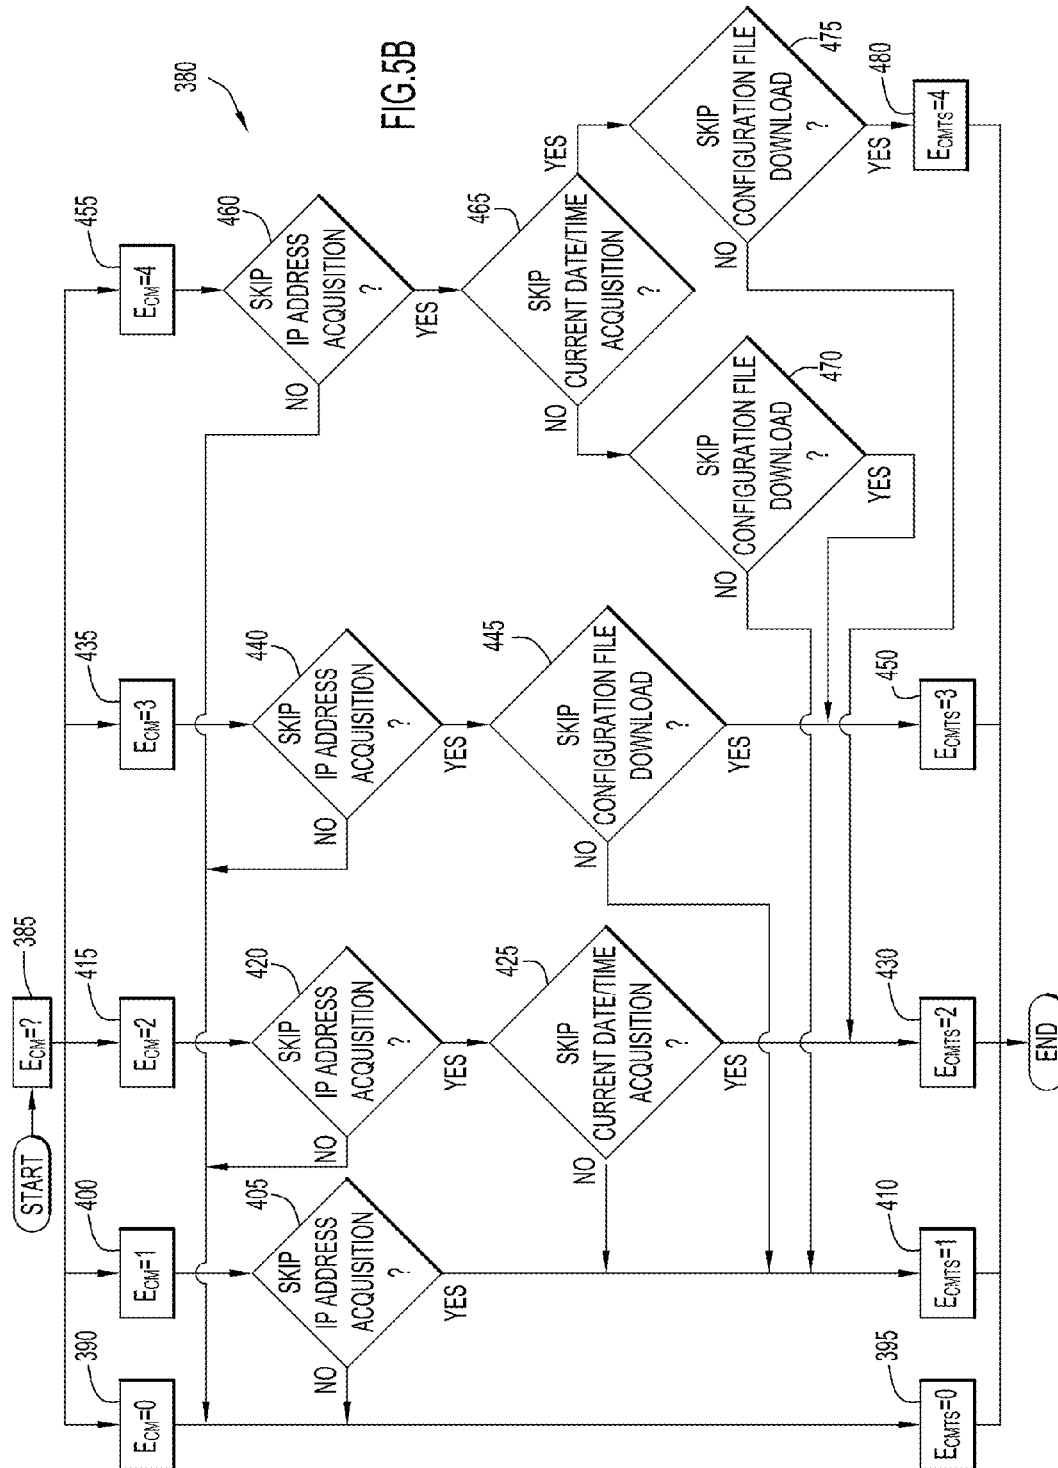 FIG.5B
380
START
E_CM=?
385
E_CM=0
390
E_CM=1
400
E_CM=2
415
E_CM=3
435
E_CM=4
455
SKIP
IP ADDRESS
ACQUISITION
?
405
NO
YES
SKIP
IP ADDRESS
ACQUISITION
?
420
NO
YES
SKIP
IP ADDRESS
ACQUISITION
?
440
NO
YES
SKIP
IP ADDRESS
ACQUISITION
?
460
NO
YES
SKIP
CURRENT DATE/TIME
ACQUISITION
?
425
NO
YES
SKIP
CONFIGURATION FILE
DOWNLOAD
?
445
NO
YES
SKIP
CURRENT DATE/TIME
ACQUISITION
?
465
NO
YES
SKIP
CONFIGURATION FILE
DOWNLOAD
?
470
NO
YES
SKIP
CONFIGURATION FILE
DOWNLOAD
?
475
NO
YES
E_CMTS=0
395
E_CMTS=1
410
E_CMTS=2
430
E_CMTS=3
450
E_CMTS=4
480
END